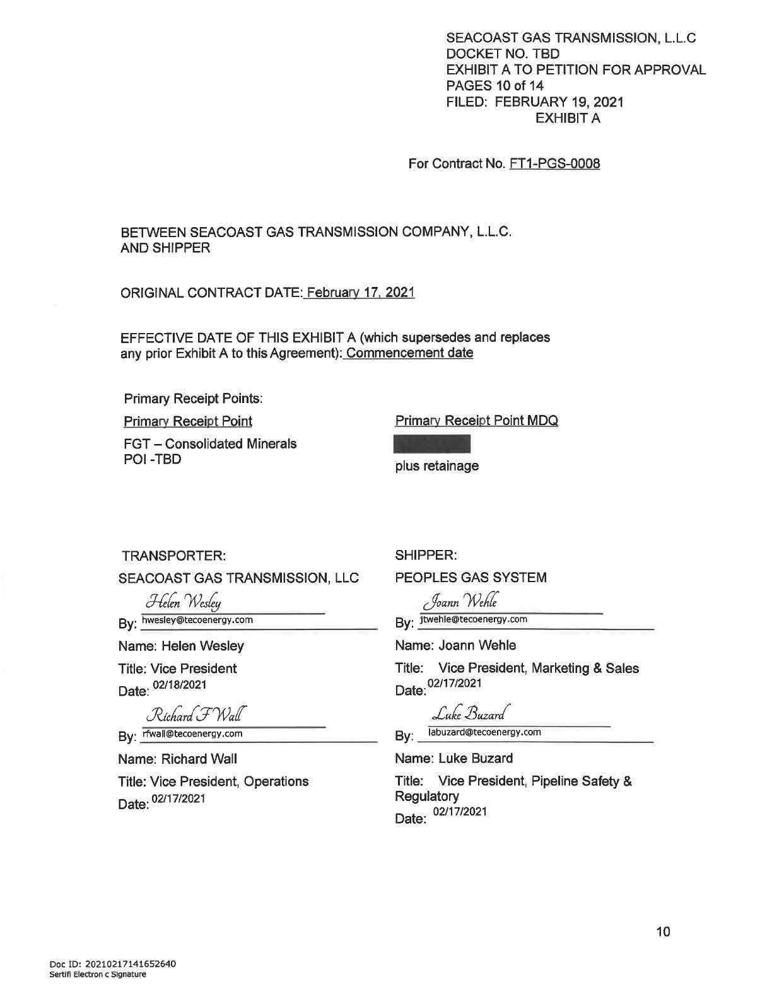 SEACOAST GAS TRANSMISSION, L.L.C
DOCKET NO. TBD
EXHIBIT A TO PETITION FOR APPROVAL
PAGES 10 of 14
FILED: FEBRUARY 19, 2021
EXHIBIT A
For Contract No. FT1-PGS-0008
BETWEEN SEACOAST GAS TRANSMISSION COMPANY, L.L.C.
AND SHIPPER
ORIGINAL CONTRACT DATE: February 17, 2021
EFFECTIVE DATE OF THIS EXHIBIT A (which supersedes and replaces
any prior Exhibit A to this Agreement): Commencement date
Primary Receipt Points:
Primary Receipt Point
FGT – Consolidated Minerals
POI -TBD
Primary Receipt Point MDQ
plus retainage
TRANSPORTER:
SEACOAST GAS TRANSMISSION, LLC
Helen Wesley
By: hwesley@tecoenergy.com
Name: Helen Wesley
Title: Vice President
Date: 02/18/2021
Richard F Wall
By: rfwall@tecoenergy.com
Name: Richard Wall
Title: Vice President, Operations
Date: 02/17/2021
SHIPPER:
PEOPLES GAS SYSTEM
Joann Wehle
By: jtwehle@tecoenergy.com
Name: Joann Wehle
Title: Vice President, Marketing & Sales
Date: 02/17/2021
Luke Buzard
By: labuzard@tecoenergy.com
Name: Luke Buzard
Title: Vice President, Pipeline Safety &
Regulatory
Date: 02/17/2021
10
Doc ID: 20210217141652640
Sertifi Electron c Signature